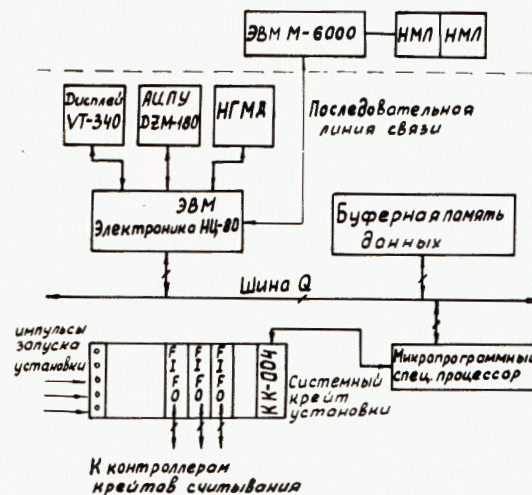 ЭВМ М-6000
НМЛ НМЛ
Дисплей
VT-340
АЦПУ
DZM-180
НГМД
Последовательная
линия связи
ЭВМ
Электроника НЦ-80
Буферная память
данных
Шина Q
импульсы
запуска
установки
FIFO
FIFO
FIFO
КК-004
Системный
крейт
установки
Микропрограммный
спец. процессор
К контроллерам
крейтов считывания